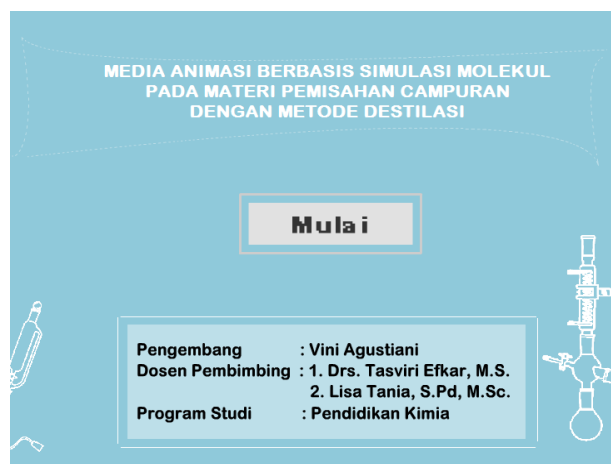 MEDIA ANIMASI BERBASIS SIMULASI MOLEKUL
PADA MATERI PEMISAHAN CAMPURAN
DENGAN METODE DESTILASI
Mulai
Pengembang : Vini Agustiani
Dosen Pembimbing : 1. Drs. Tasviri Efkar, M.S.
2. Lisa Tania, S.Pd, M.Sc.
Program Studi : Pendidikan Kimia